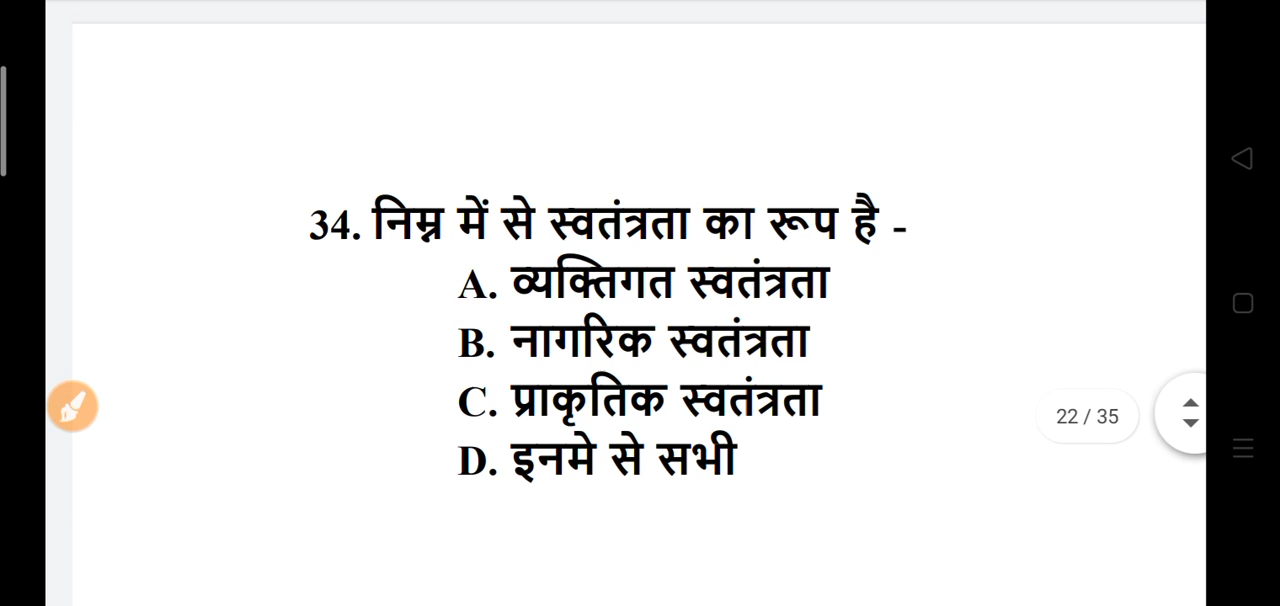 34. निम्न में से स्वतंत्रता का रूप है -
A. व्यक्तिगत स्वतंत्रता
B. नागरिक स्वतंत्रता
C. प्राकृतिक स्वतंत्रता
D. इनमे से सभी
22 / 35